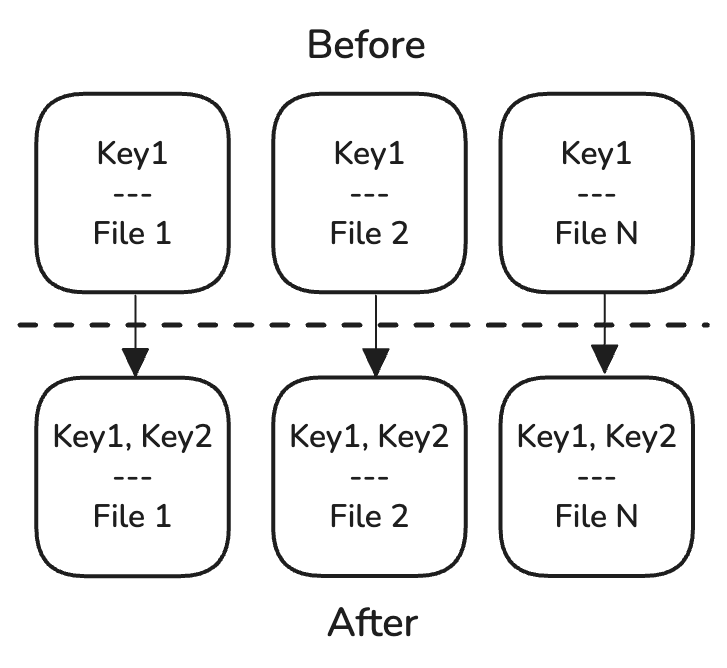 Before
Key1
---
File 1
Key1
---
File 2
Key1
---
File N
Key1, Key2
---
File 1
Key1, Key2
---
File 2
Key1, Key2
---
File N
After